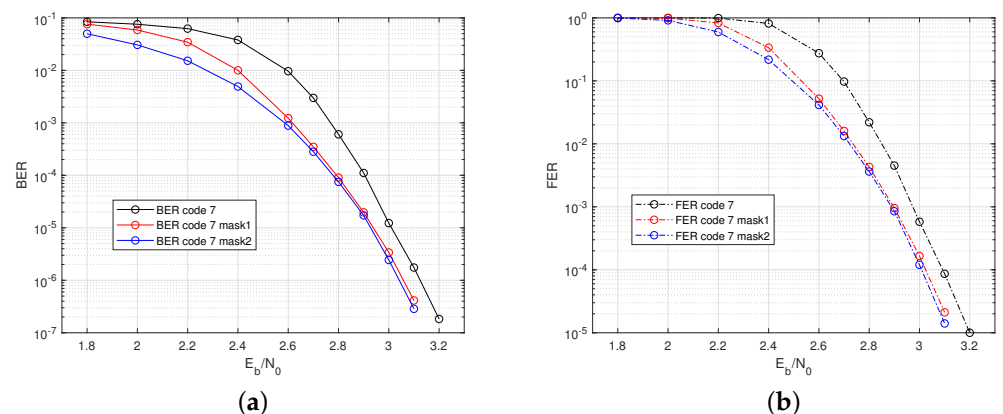 10^-1
10^-2
10^-3
10^-4
10^-5
10^-6
10^-7
BER
BER code 7
BER code 7 mask1
BER code 7 mask2
1.8 2 2.2 2.4 2.6 2.8 3 3.2
E_b/N_0
(a)
10^0
10^-1
10^-2
10^-3
10^-4
10^-5
FER
FER code 7
FER code 7 mask1
FER code 7 mask2
1.8 2 2.2 2.4 2.6 2.8 3 3.2
E_b/N_0
(b)